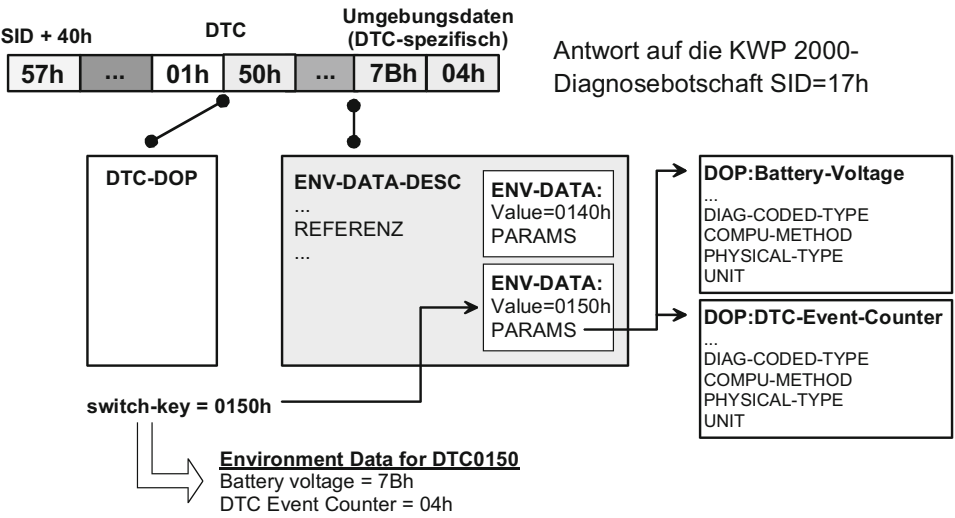 SID + 40h
DTC
Umgebungsdaten
(DTC-spezifisch)
57h ... 01h 50h ... 7Bh 04h
Antwort auf die KWP 2000-
Diagnosebotschaft SID=17h
DTC-DOP
ENV-DATA-DESC
...
REFERENZ
...
ENV-DATA:
Value=0140h
PARAMS
ENV-DATA:
Value=0150h
PARAMS
DOP:Battery-Voltage
...
DIAG-CODED-TYPE
COMPU-METHOD
PHYSICAL-TYPE
UNIT
DOP:DTC-Event-Counter
...
DIAG-CODED-TYPE
COMPU-METHOD
PHYSICAL-TYPE
UNIT
switch-key = 0150h
Environment Data for DTC0150
Battery voltage = 7Bh
DTC Event Counter = 04h